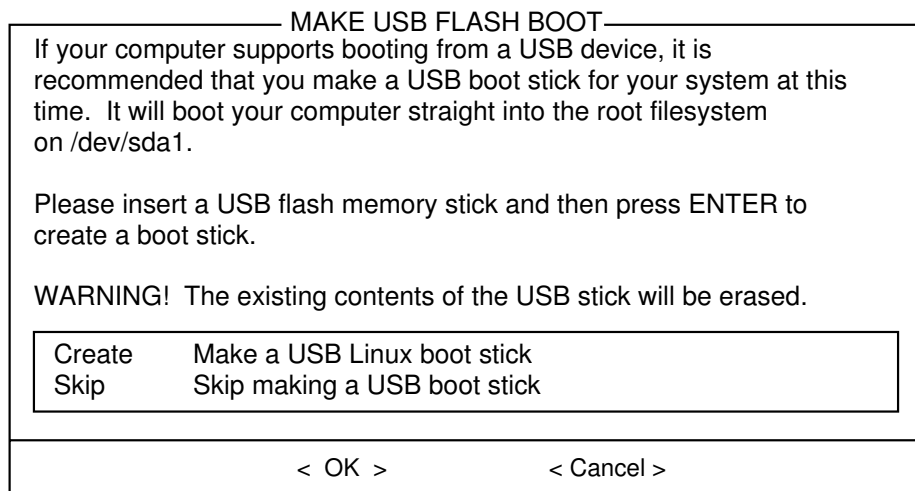 MAKE USB FLASH BOOT
If your computer supports booting from a USB device, it is
recommended that you make a USB boot stick for your system at this
time.  It will boot your computer straight into the root filesystem
on /dev/sda1.
Please insert a USB flash memory stick and then press ENTER to
create a boot stick.
WARNING!  The existing contents of the USB stick will be erased.
Create Make a USB Linux boot stick
Skip Skip making a USB boot stick
< OK > < Cancel >